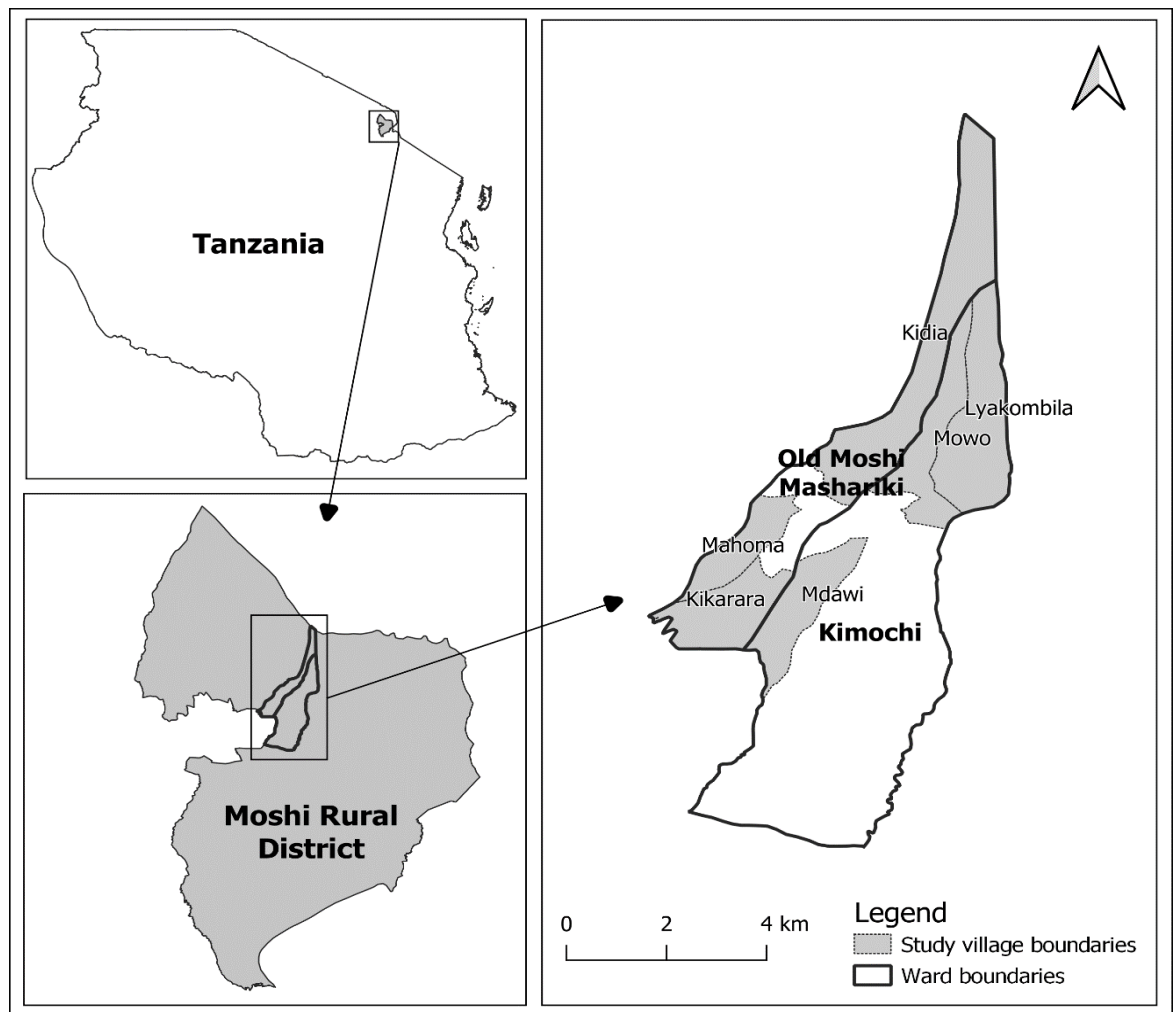 Tanzania
Moshi Rural
District
Kidia
Lyakombila
Mowo
Old Moshi
Mashariki
Mahoma
Kikarara
Mdawi
Kimochi
0 2 4 km
Legend
Study village boundaries
Ward boundaries